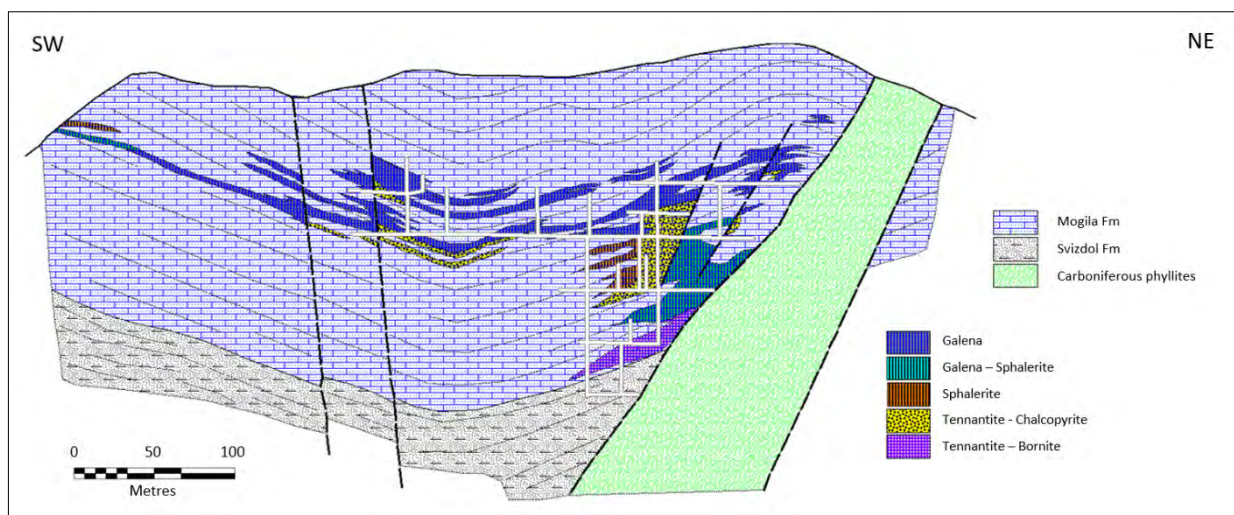 SW
NE
Mogila Fm
Svizdol Fm
Carboniferous phyllites
Galena
Galena – Sphalerite
Sphalerite
Tennantite - Chalcopyrite
Tennantite – Bornite
0 50 100
Metres